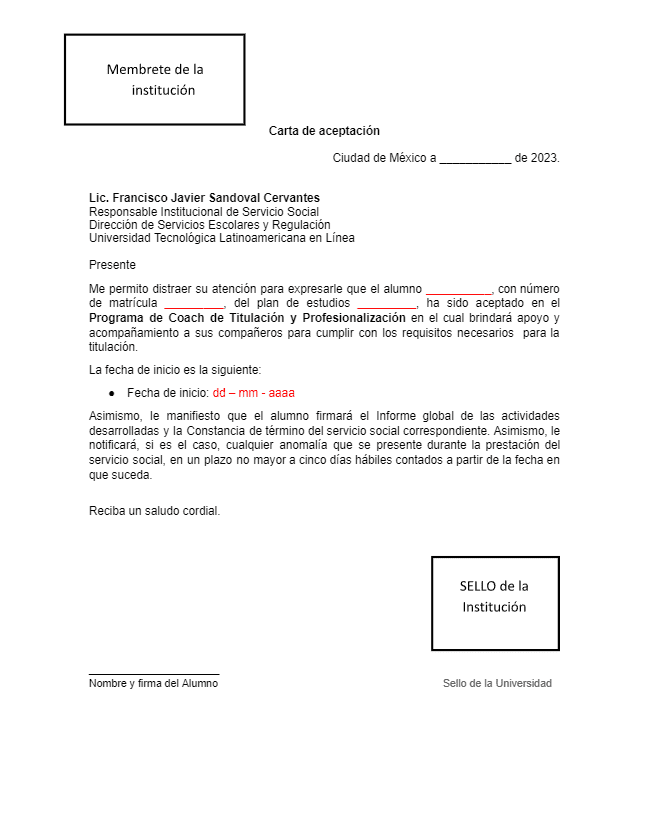 Membrete de la
institución
Carta de aceptación
Ciudad de México a ___________ de 2023.
Lic. Francisco Javier Sandoval Cervantes
Responsable Institucional de Servicio Social
Dirección de Servicios Escolares y Regulación
Universidad Tecnológica Latinoamericana en Línea
Presente
Me permito distraer su atención para expresarle que el alumno __________, con número
de matrícula _________, del plan de estudios _________, ha sido aceptado en el
Programa de Coach de Titulación y Profesionalización en el cual brindará apoyo y
acompañamiento a sus compañeros para cumplir con los requisitos necesarios para la
titulación.
La fecha de inicio es la siguiente:
● Fecha de inicio: dd – mm - aaaa
Asimismo, le manifiesto que el alumno firmará el Informe global de las actividades
desarrolladas y la Constancia de término del servicio social correspondiente. Asimismo, le
notificará, si es el caso, cualquier anomalía que se presente durante la prestación del
servicio social, en un plazo no mayor a cinco días hábiles contados a partir de la fecha en
que suceda.
Reciba un saludo cordial.
SELLO de la
Institución
Nombre y firma del Alumno
Sello de la Universidad